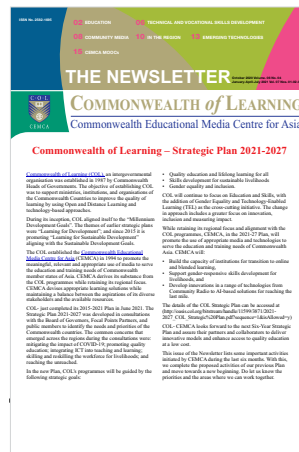 ISSN No. 2582-1695
02 EDUCATION
06 TECHNICAL AND VOCATIONAL SKILLS DEVELOPMENT
09 COMMUNITY MEDIA
10 IN THE REGION
13 EMERGING TECHNOLOGIES
15 CEMCA MOOCs
THE NEWSLETTER
COL
CEMCA
COMMONWEALTH of LEARNING
Commonwealth Educational Media Centre for Asia
Commonwealth of Learning – Strategic Plan 2021-2027
Commonwealth of Learning (COL), an intergovernmental
organisation was established in 1987 by Commonwealth
Heads of Governments. The objective of establishing COL
was to support ministries, institutions, and organisations of
the Commonwealth Countries to improve the quality of
learning by using Open and Distance Learning and
technology-based approaches.
During its inception, COL aligned itself to the "Millennium
Development Goals". The themes of earlier strategic plans
were "Learning for Development"; and since 2015 it is
promoting "Learning for Sustainable Development"
aligning with the Sustainable Development Goals.
The COL established the Commonwealth Educational
Media Centre for Asia (CEMCA) in 1994 to promote the
meaningful, relevant and appropriate use of media to serve
the education and training needs of Commonwealth
member status of Asia. CEMCA derives its substance from
the COL programmes while retaining its regional focus.
CEMCA devises appropriate learning solutions while
maintaining a balance between the aspirations of its diverse
stakeholders and the available resources.
COL- just completed its 2015-2021 Plan in June 2021. The
Strategic Plan 2021-2027 was developed in consultations
with the Board of Governors, Focal Points Partners, and
public members to identify the needs and priorities of the
Commonwealth countries. The common concerns that
emerged across the regions during the consultations were:
mitigating the impact of COVID-19; promoting quality
education; integrating ICT into teaching and learning;
skilling and reskilling the workforce for livelihoods; and
reaching the unreached.
In the new Plan, COL's programmes will be guided by the
following strategic goals:
• Quality education and lifelong learning for all
• Skills development for sustainable livelihoods
• Gender equality and inclusion.
COL will continue to focus on Education and Skills, with
the addition of Gender Equality and Technology-Enabled
Learning (TEL) as the cross-cutting initiative. The change
in approach includes a greater focus on innovation,
inclusion and measuring impact.
While retaining its regional focus and alignment with the
COL programmes, CEMCA, in the 2021-27 Plan, will
promote the use of appropriate media and technologies to
serve the education and training needs of Commonwealth
Asia. CEMCA will:
• Build the capacity of institutions for transition to online
and blended learning,
• Support gender-responsive skills development for
livelihoods, and
• Develop innovations in a range of technologies from
Community Radio to AI-based solutions for reaching the
last mile.
The details of the COL Strategic Plan can be accessed at
COL- CEMCA looks forward to the next Six-Year Strategic
Plan and assure their partners and collaborators to deliver
innovative models and enhance access to quality education
at a low cost.
This issue of the Newsletter lists some important activities
initiated by CEMCA during the last six months. With this,
we complete the proposed activities of our previous Plan
and move towards a new beginning. Do let us know the
priorities and the areas where we can work together.